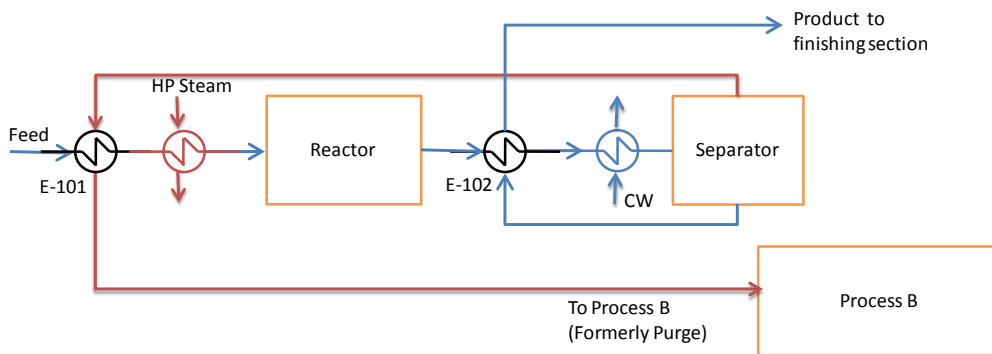 Product to
finishing section
HP Steam
Feed
Reactor
Separator
E-101
E-102
CW
To Process B
(Formerly Purge)
Process B